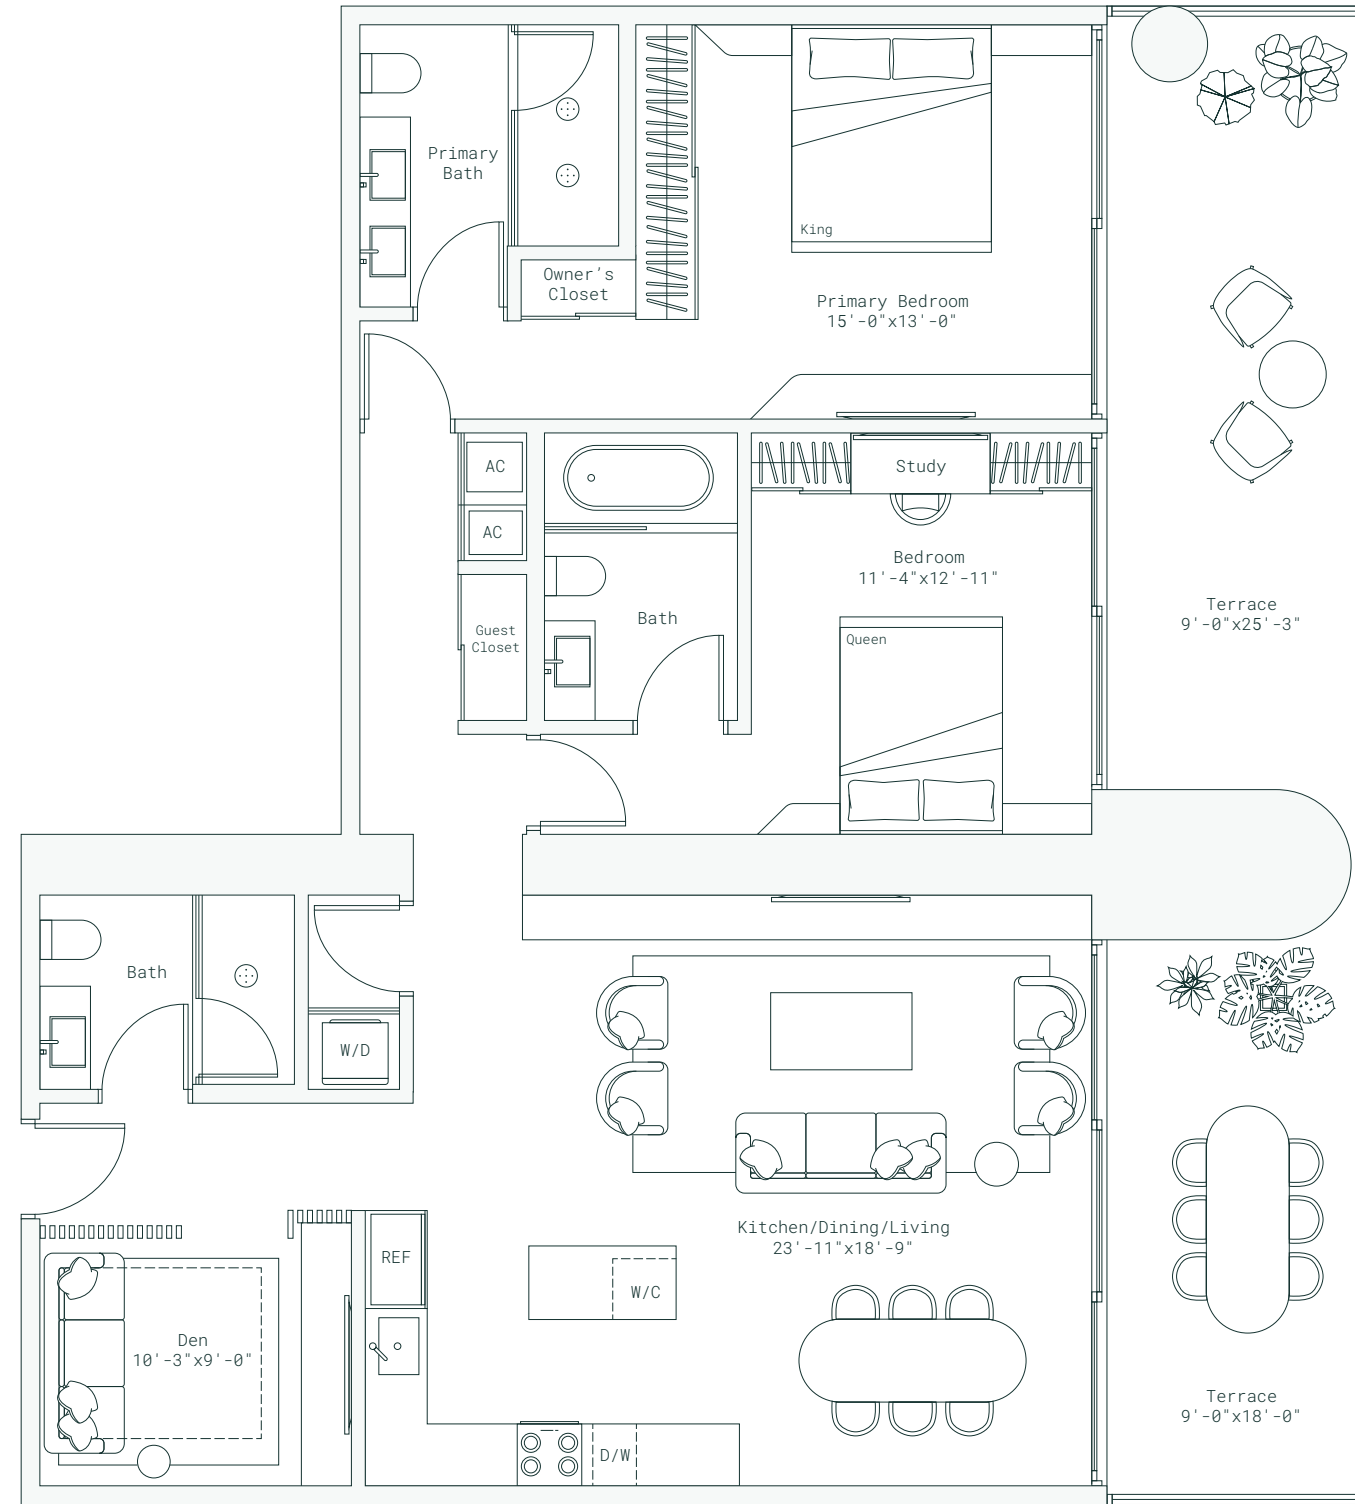 Primary
Bath
King
Owner's
Closet
Primary Bedroom
15'-0"x13'-0"
AC
Study
AC
Bedroom
11'-4"x12'-11"
Terrace
9'-0"x25'-3"
Bath
Guest
Closet
Queen
Bath
W/D
Kitchen/Dining/Living
23'-11"x18'-9"
REF
W/C
Den
10'-3"x9'-0"
Terrace
9'-0"x18'-0"
D/W